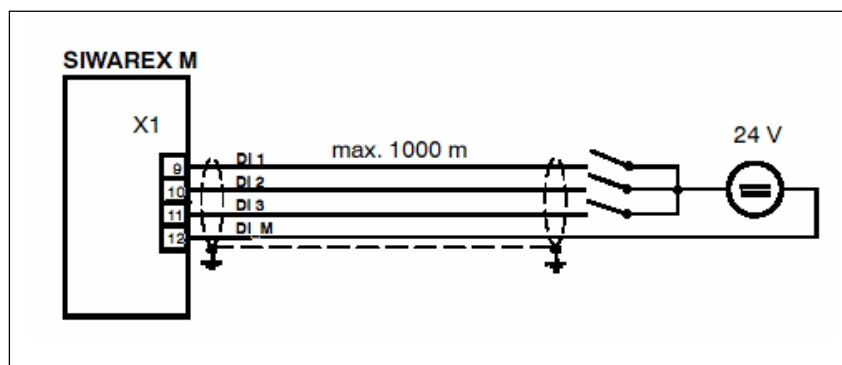 SIWAREX M
X1
24 V
max. 1000 m
9 DI 1
10 DI 2
11 DI 3
12 DI_M